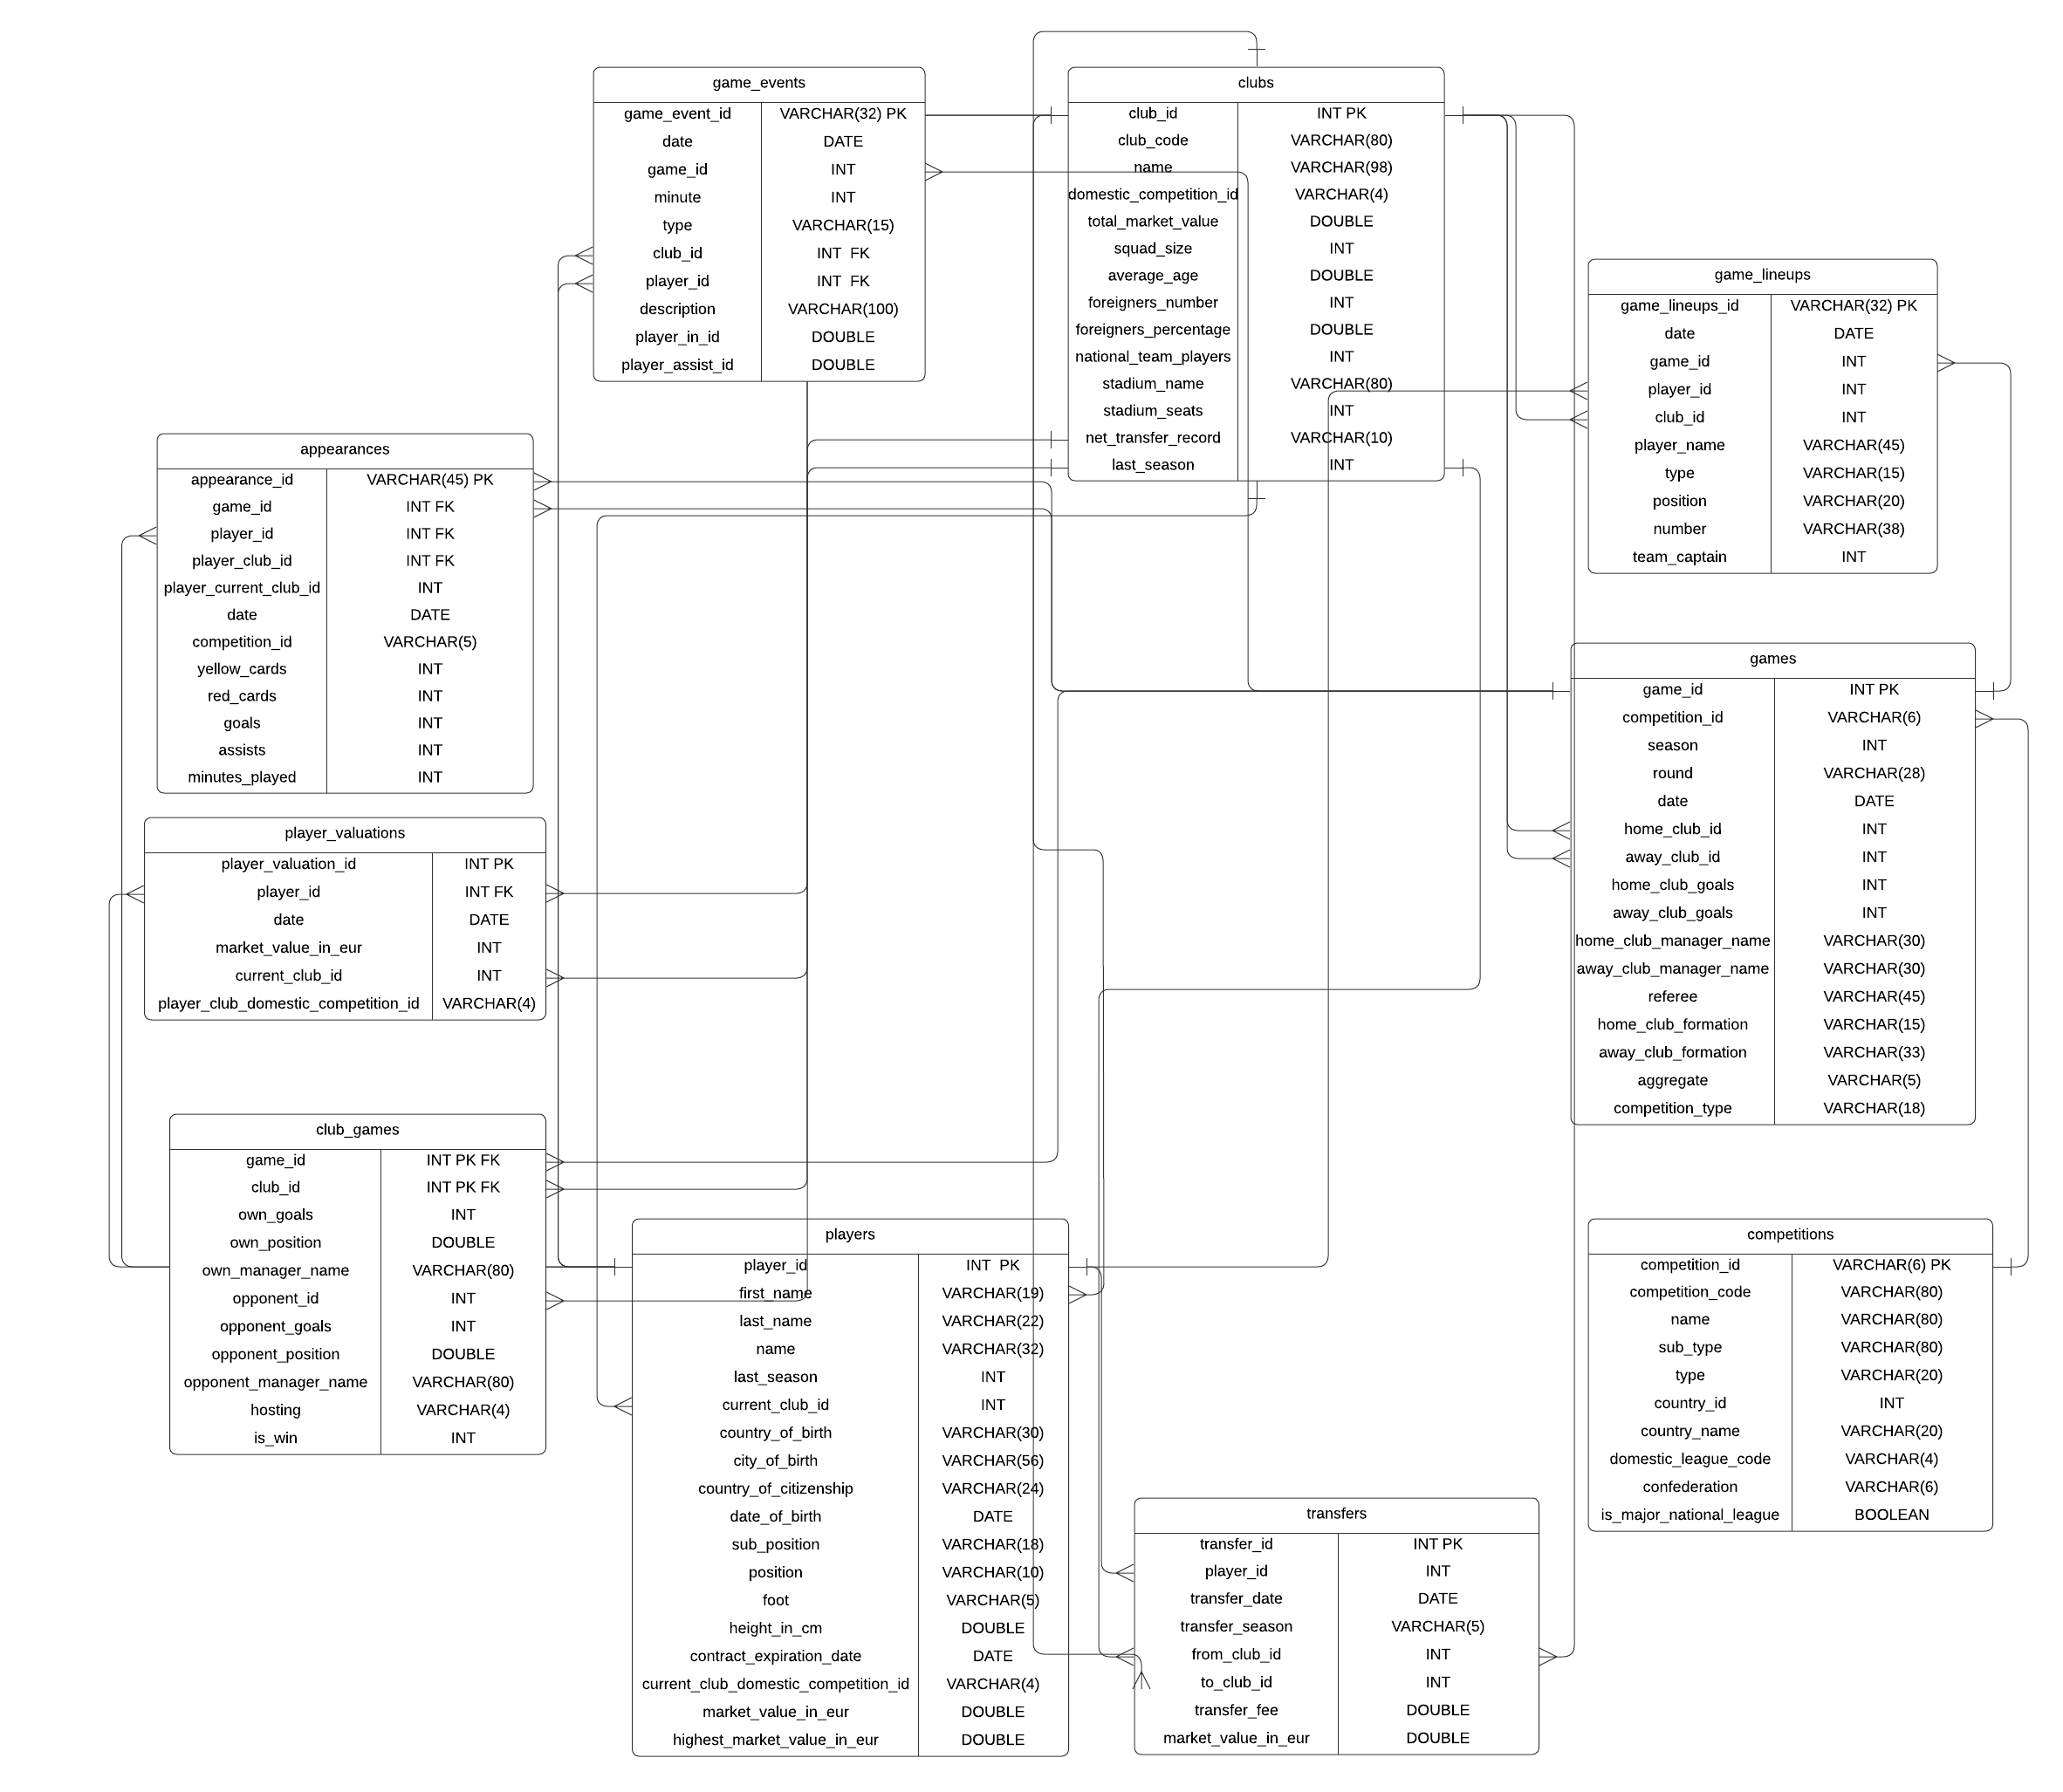 game_events
game_event_id VARCHAR(32) PK
date DATE
game_id INT
minute INT
type VARCHAR(15)
club_id INT FK
player_id INT FK
description VARCHAR(100)
player_in_id DOUBLE
player_assist_id DOUBLE
clubs
club_id INT PK
club_code VARCHAR(80)
name VARCHAR(98)
domestic_competition_id VARCHAR(4)
total_market_value DOUBLE
squad_size INT
average_age DOUBLE
foreigners_number INT
foreigners_percentage DOUBLE
national_team_players INT
stadium_name VARCHAR(80)
stadium_seats INT
net_transfer_record VARCHAR(10)
last_season INT
game_lineups
game_lineups_id VARCHAR(32) PK
date DATE
game_id INT
player_id INT
club_id INT
player_name VARCHAR(45)
type VARCHAR(15)
position VARCHAR(20)
number VARCHAR(38)
team_captain INT
appearances
appearance_id VARCHAR(45) PK
game_id INT FK
player_id INT FK
player_club_id INT FK
player_current_club_id INT
date DATE
competition_id VARCHAR(5)
yellow_cards INT
red_cards INT
goals INT
assists INT
minutes_played INT
games
game_id INT PK
competition_id VARCHAR(6)
season INT
round VARCHAR(28)
date DATE
home_club_id INT
away_club_id INT
home_club_goals INT
away_club_goals INT
home_club_manager_name VARCHAR(30)
away_club_manager_name VARCHAR(30)
referee VARCHAR(45)
home_club_formation VARCHAR(15)
away_club_formation VARCHAR(33)
aggregate VARCHAR(5)
competition_type VARCHAR(18)
player_valuations
player_valuation_id INT PK
player_id INT FK
date DATE
market_value_in_eur INT
current_club_id INT
player_club_domestic_competition_id VARCHAR(4)
club_games
game_id INT PK FK
club_id INT PK FK
own_goals INT
own_position DOUBLE
own_manager_name VARCHAR(80)
opponent_id INT
opponent_goals INT
opponent_position DOUBLE
opponent_manager_name VARCHAR(80)
hosting VARCHAR(4)
is_win INT
players
player_id INT PK
first_name VARCHAR(19)
last_name VARCHAR(22)
name VARCHAR(32)
last_season INT
current_club_id INT
country_of_birth VARCHAR(30)
city_of_birth VARCHAR(56)
country_of_citizenship VARCHAR(24)
date_of_birth DATE
sub_position VARCHAR(18)
position VARCHAR(10)
foot VARCHAR(5)
height_in_cm DOUBLE
contract_expiration_date DATE
current_club_domestic_competition_id VARCHAR(4)
market_value_in_eur DOUBLE
highest_market_value_in_eur DOUBLE
competitions
competition_id VARCHAR(6) PK
competition_code VARCHAR(80)
name VARCHAR(80)
sub_type VARCHAR(80)
type VARCHAR(20)
country_id INT
country_name VARCHAR(20)
domestic_league_code VARCHAR(4)
confederation VARCHAR(6)
is_major_national_league BOOLEAN
transfers
transfer_id INT PK
player_id INT
transfer_date DATE
transfer_season VARCHAR(5)
from_club_id INT
to_club_id INT
transfer_fee DOUBLE
market_value_in_eur DOUBLE